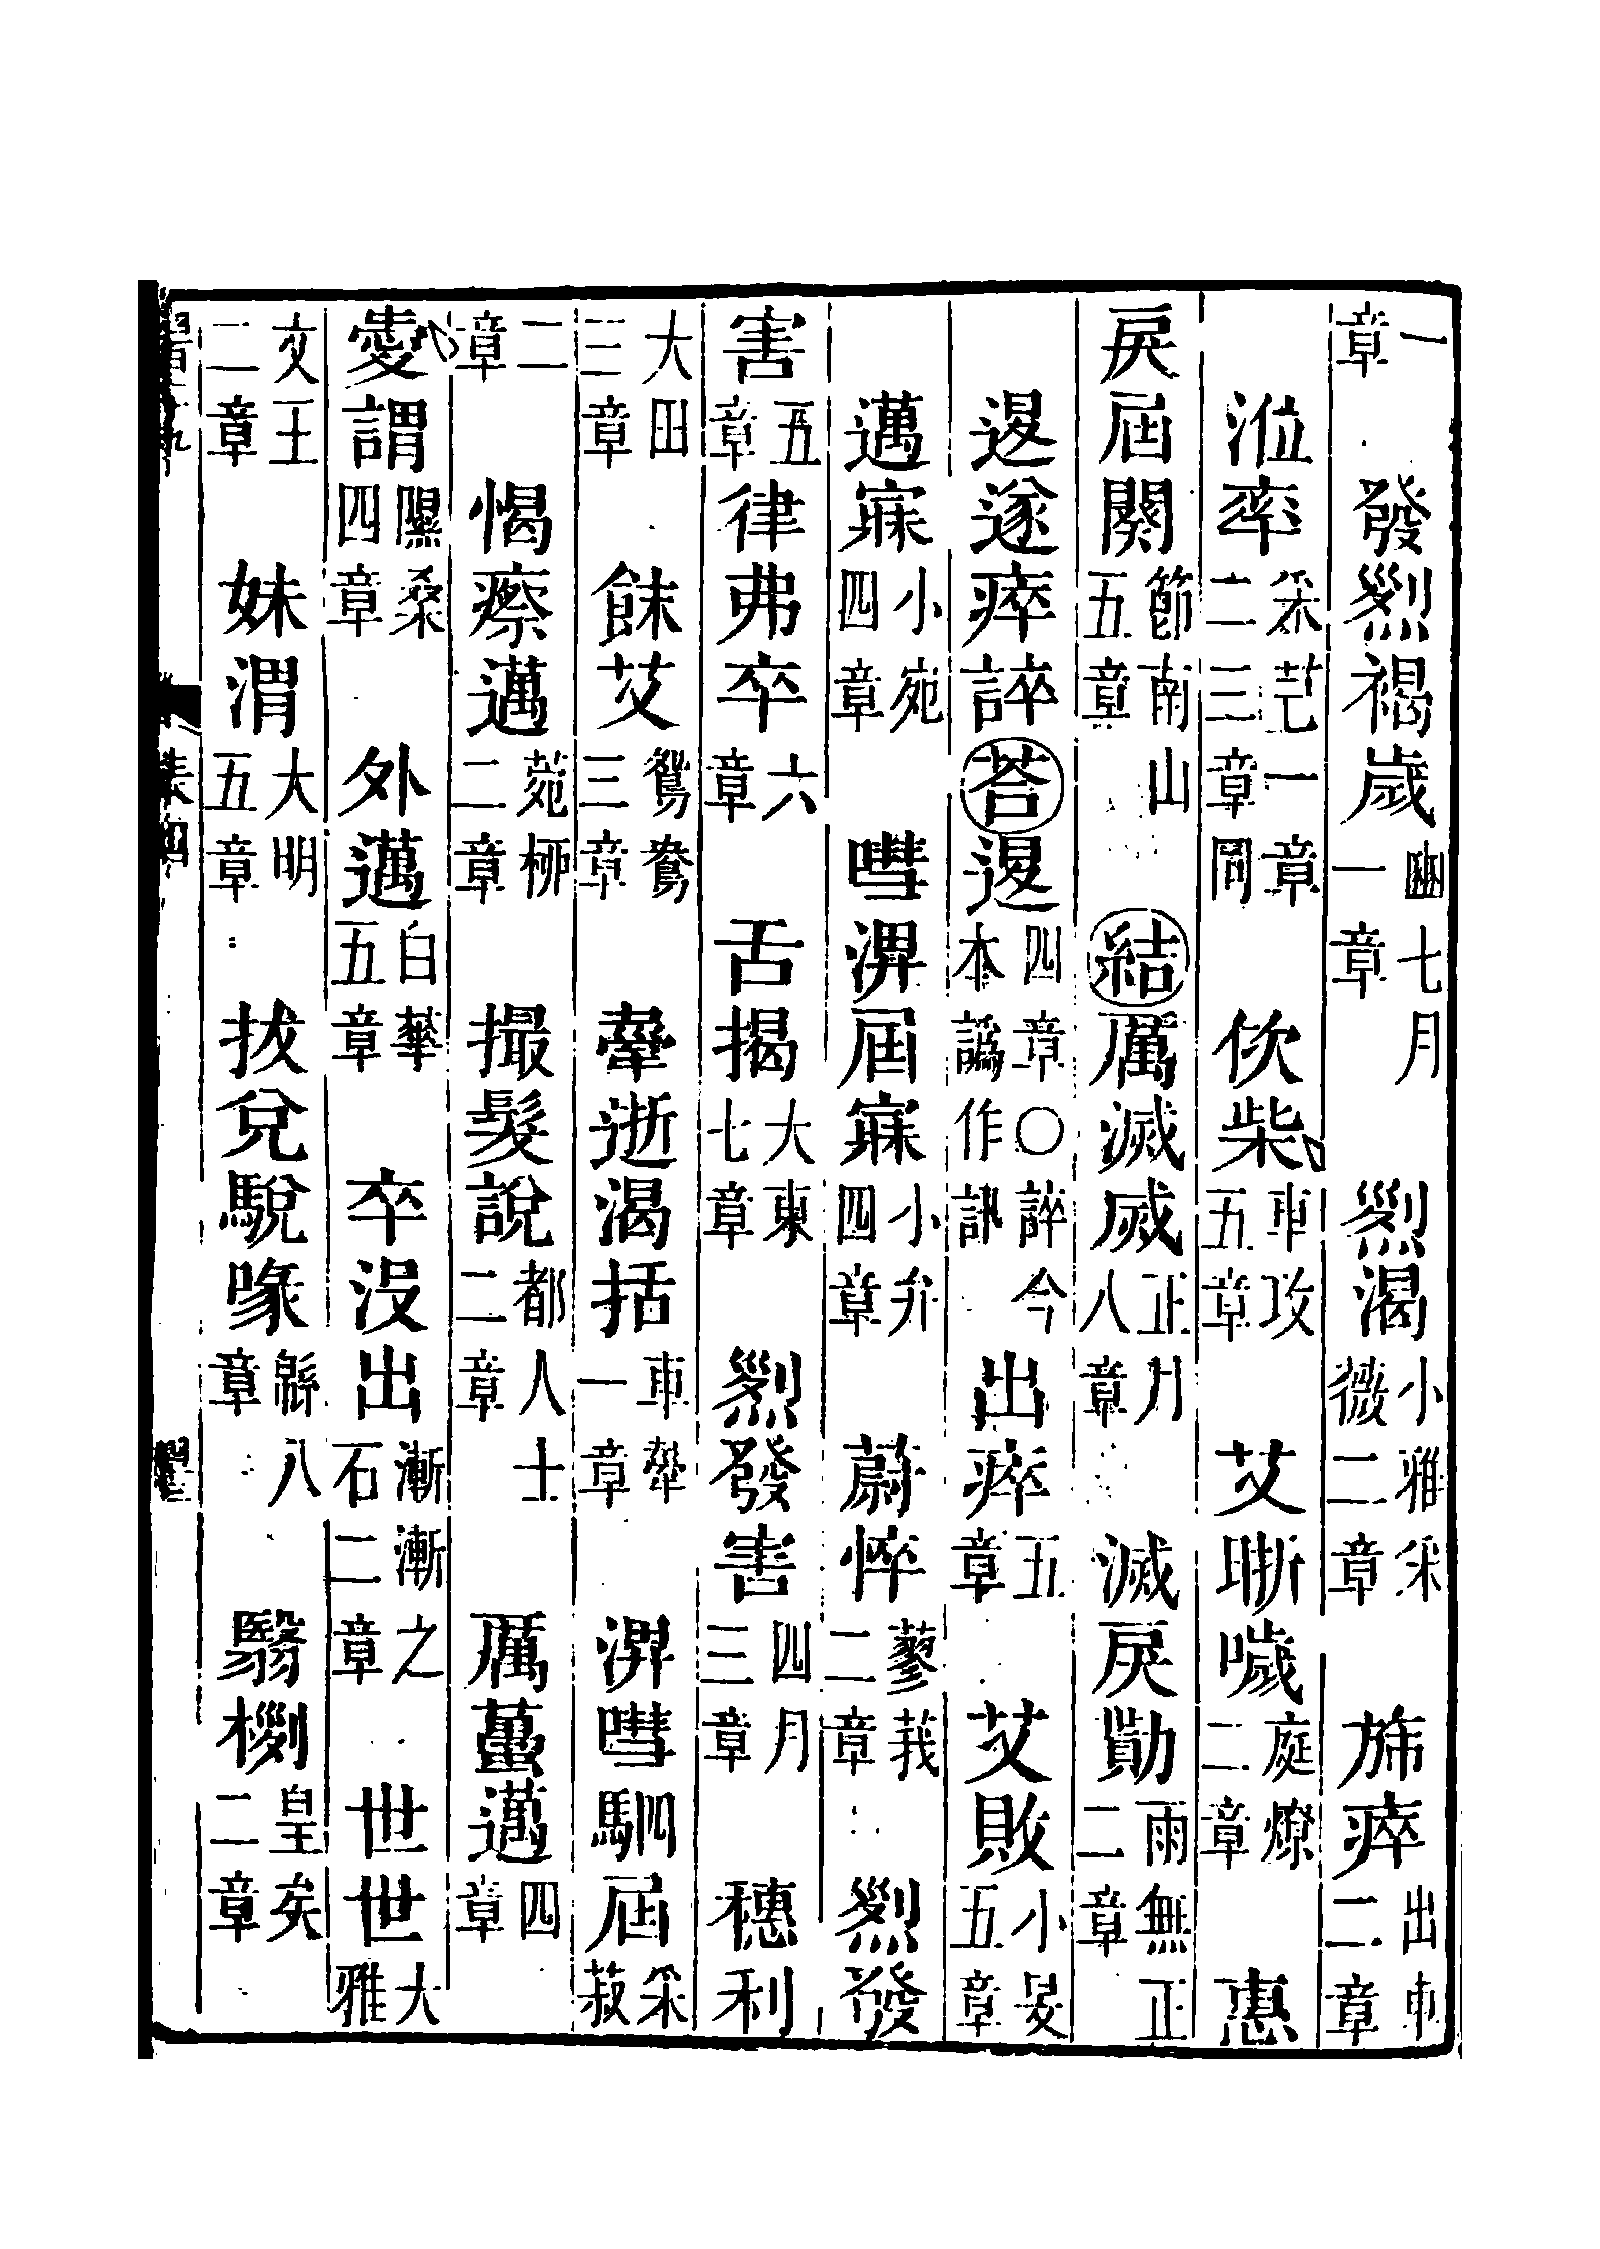 一章　發烈褐歲豳七月一章　烈渴小雅采薇二章　旆瘁出車二章
涖率采芑一章二三章同　佽柴車攻五章　艾晣噦庭燎二章　惠
戾屆闋節南山五章　結厲滅烕正月八章　滅戾勩雨無正二章
退遂瘁誶荅退四章○誶今本譌作訊　出瘁五章　艾敗小旻五章
邁寐小宛四章　嘒淠屆寐小弁四章　蔚悴蓼莪二章　烈發
害五章　律弗卒六章　舌揭大東七章　烈發害四月三章　穗利
大田三章　餗艾鴛鴦三章　舝逝渴括車舝一章　淠嘒駟屆采菽
二章　愒瘵邁菀柳二章　撮髮說都人士二章　厲蠆邁四章
愛謂隰桑四章　外邁白華五章　卒沒出漸漸之石二章　世世大雅
文王二章　妹渭大明五章　拔兌駾喙緜八章　翳栵皇矣二章
表四